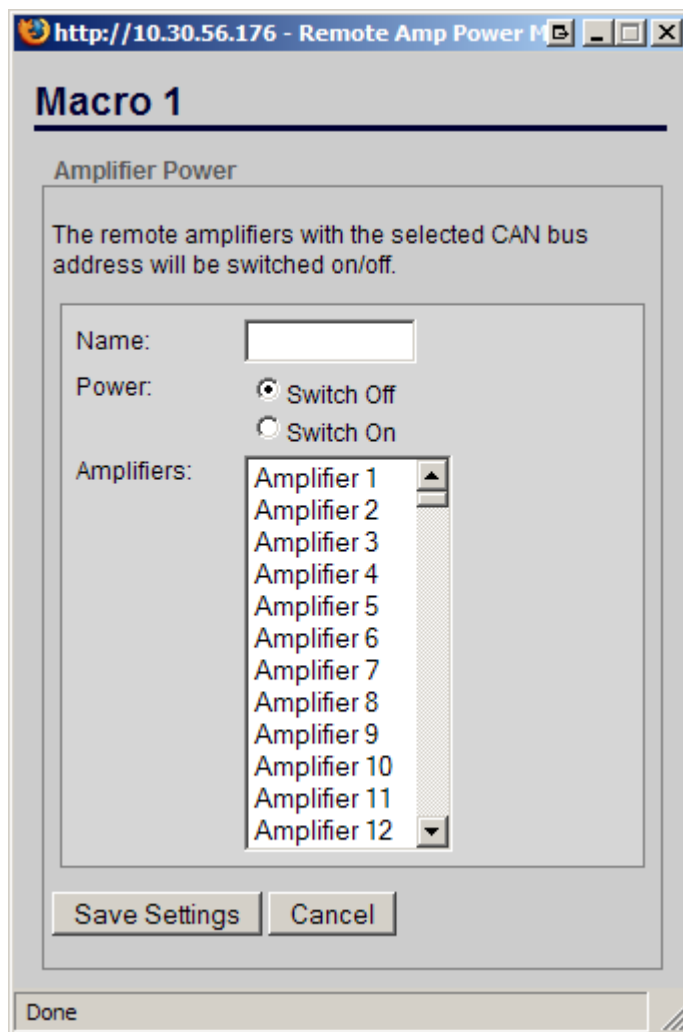 http://10.30.56.176 - Remote Amp Power M
Macro 1
Amplifier Power
The remote amplifiers with the selected CAN bus
address will be switched on/off.
Name:
Power:
Switch Off
Switch On
Amplifiers:
Amplifier 1
Amplifier 2
Amplifier 3
Amplifier 4
Amplifier 5
Amplifier 6
Amplifier 7
Amplifier 8
Amplifier 9
Amplifier 10
Amplifier 11
Amplifier 12
Save Settings
Cancel
Done